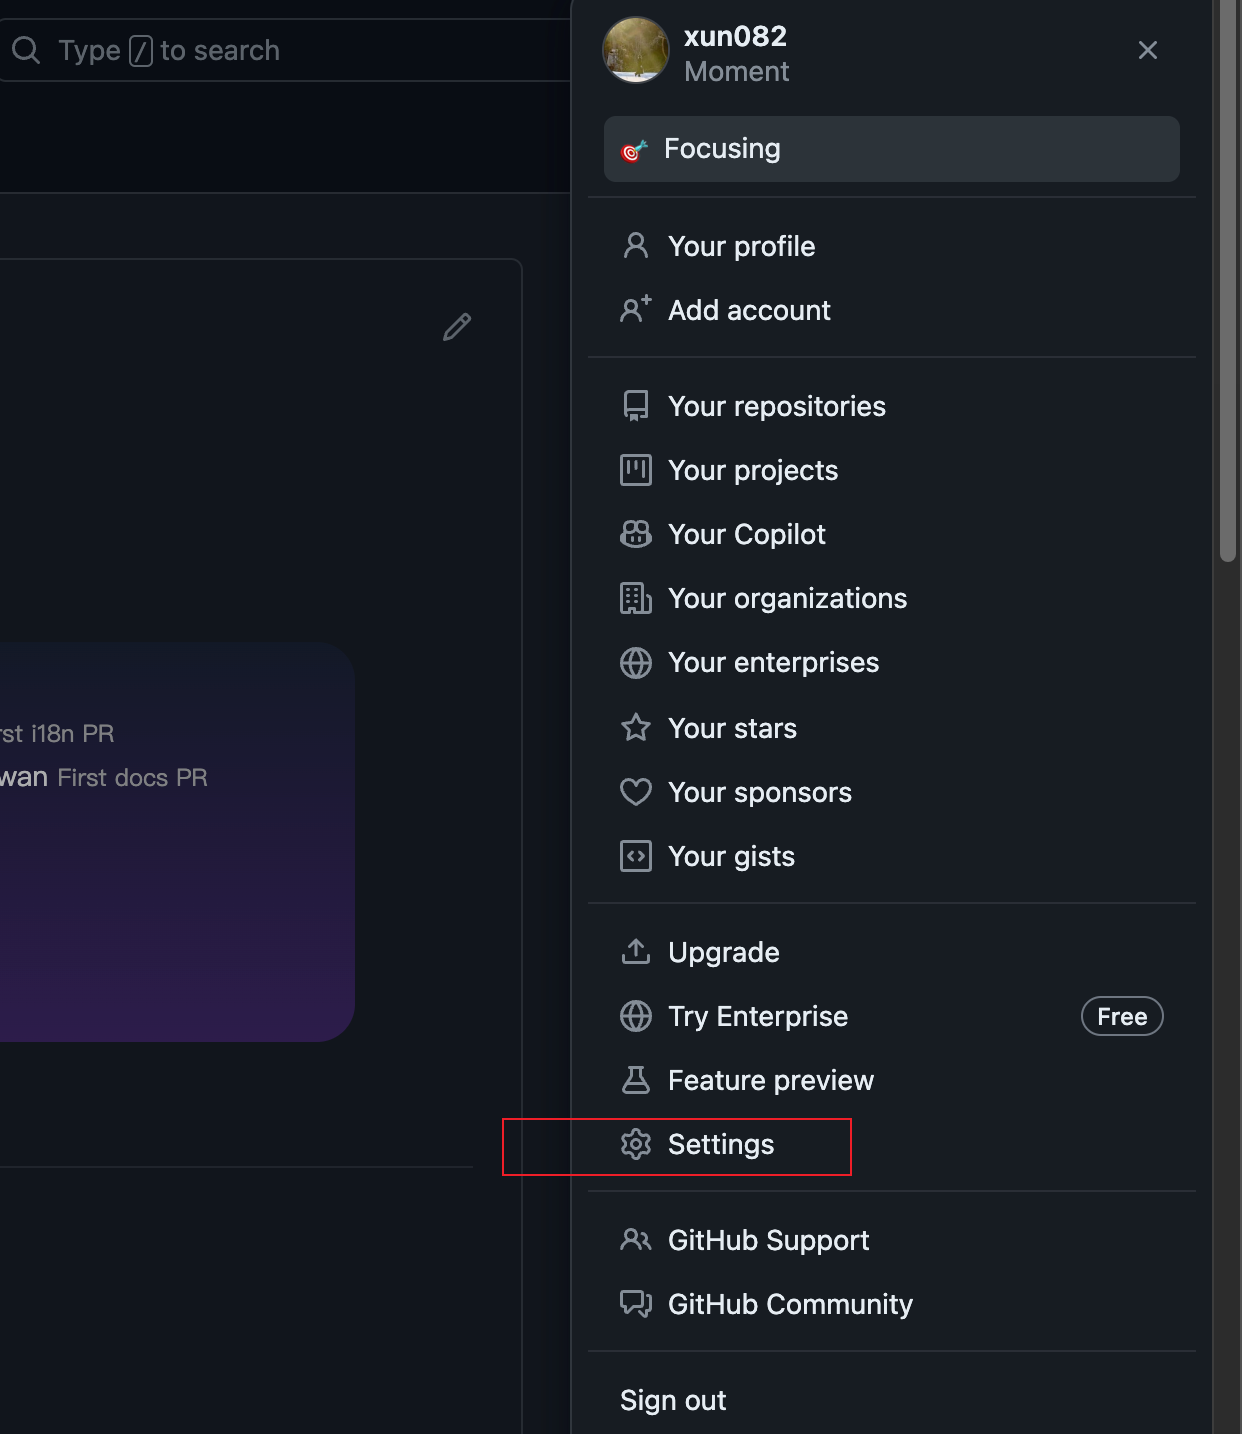 Type / to search
xun082
Moment
Focusing
Your profile
Add account
Your repositories
Your projects
Your Copilot
Your organizations
Your enterprises
Your stars
Your sponsors
Your gists
Upgrade
Try Enterprise Free
Feature preview
Settings
GitHub Support
GitHub Community
Sign out
rst i18n PR
wan First docs PR